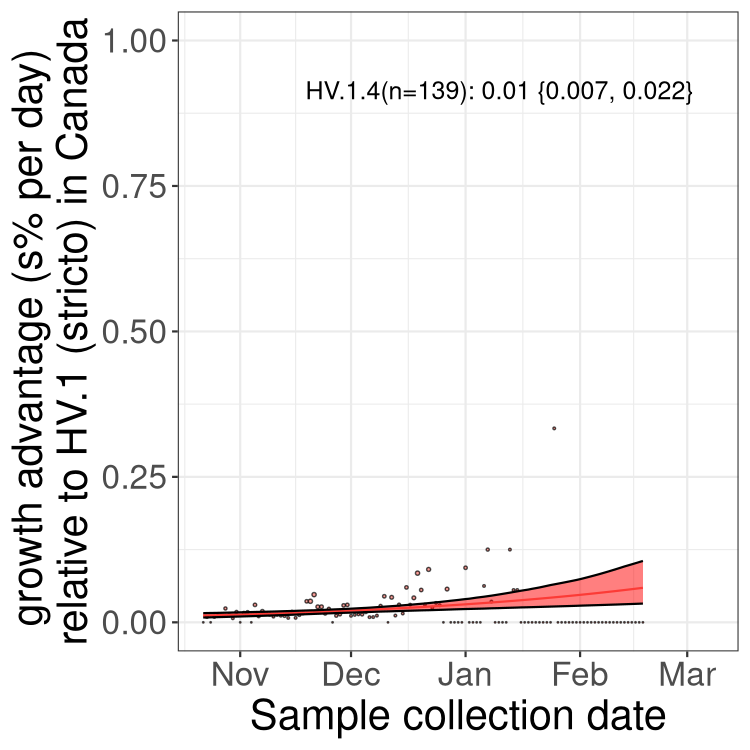 growth advantage (s% per day)
relative to HV.1 (stricto) in Canada
1.00
0.75
0.50
0.25
0.00
HV.1.4(n=139): 0.01 {0.007, 0.022}
Nov Dec Jan Feb Mar
Sample collection date